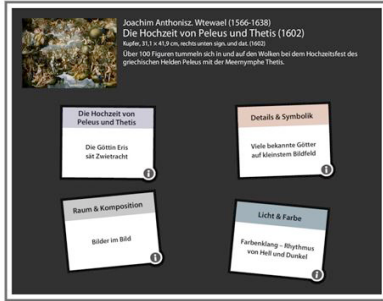 Joachim Anthonisz. Wtewael (1566-1638)
Die Hochzeit von Peleus und Thetis (1602)
Kupfer, 31,1 x 41,9 cm, rechts unten sign. und dat. (1602)
Über 100 Figuren tummeln sich in und auf den Wolken bei dem Hochzeitsfest des
griechischen Helden Peleus mit der Meernymphe Thetis.
Die Hochzeit von
Peleus und Thetis
Die Göttin Eris
sät Zwietracht
i
Details & Symbolik
Viele bekannte Götter
auf kleinstem Bildfeld
i
Raum & Komposition
Bilder im Bild
i
Licht & Farbe
Farbenklang – Rhythmus
von Hell und Dunkel
i